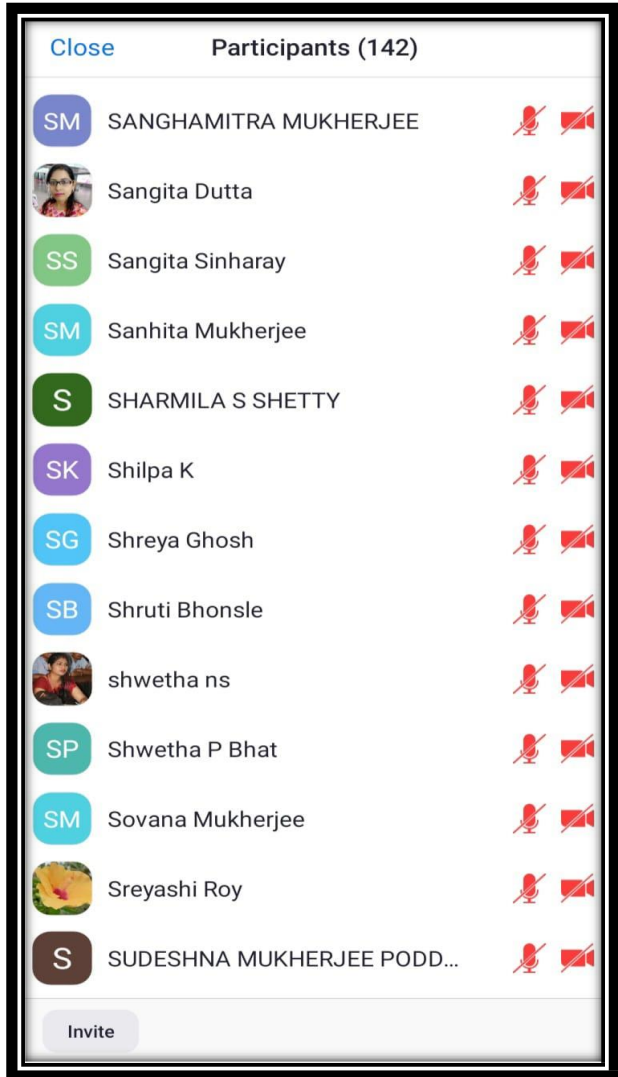 Close Participants (142)
SM SANGHAMITRA MUKHERJEE
Sangita Dutta
SS Sangita Sinharay
SM Sanhita Mukherjee
S SHARMILA S SHETTY
SK Shilpa K
SG Shreya Ghosh
SB Shruti Bhonsle
shwetha ns
SP Shwetha P Bhat
SM Sovana Mukherjee
Sreyashi Roy
S SUDESHNA MUKHERJEE PODD...
Invite